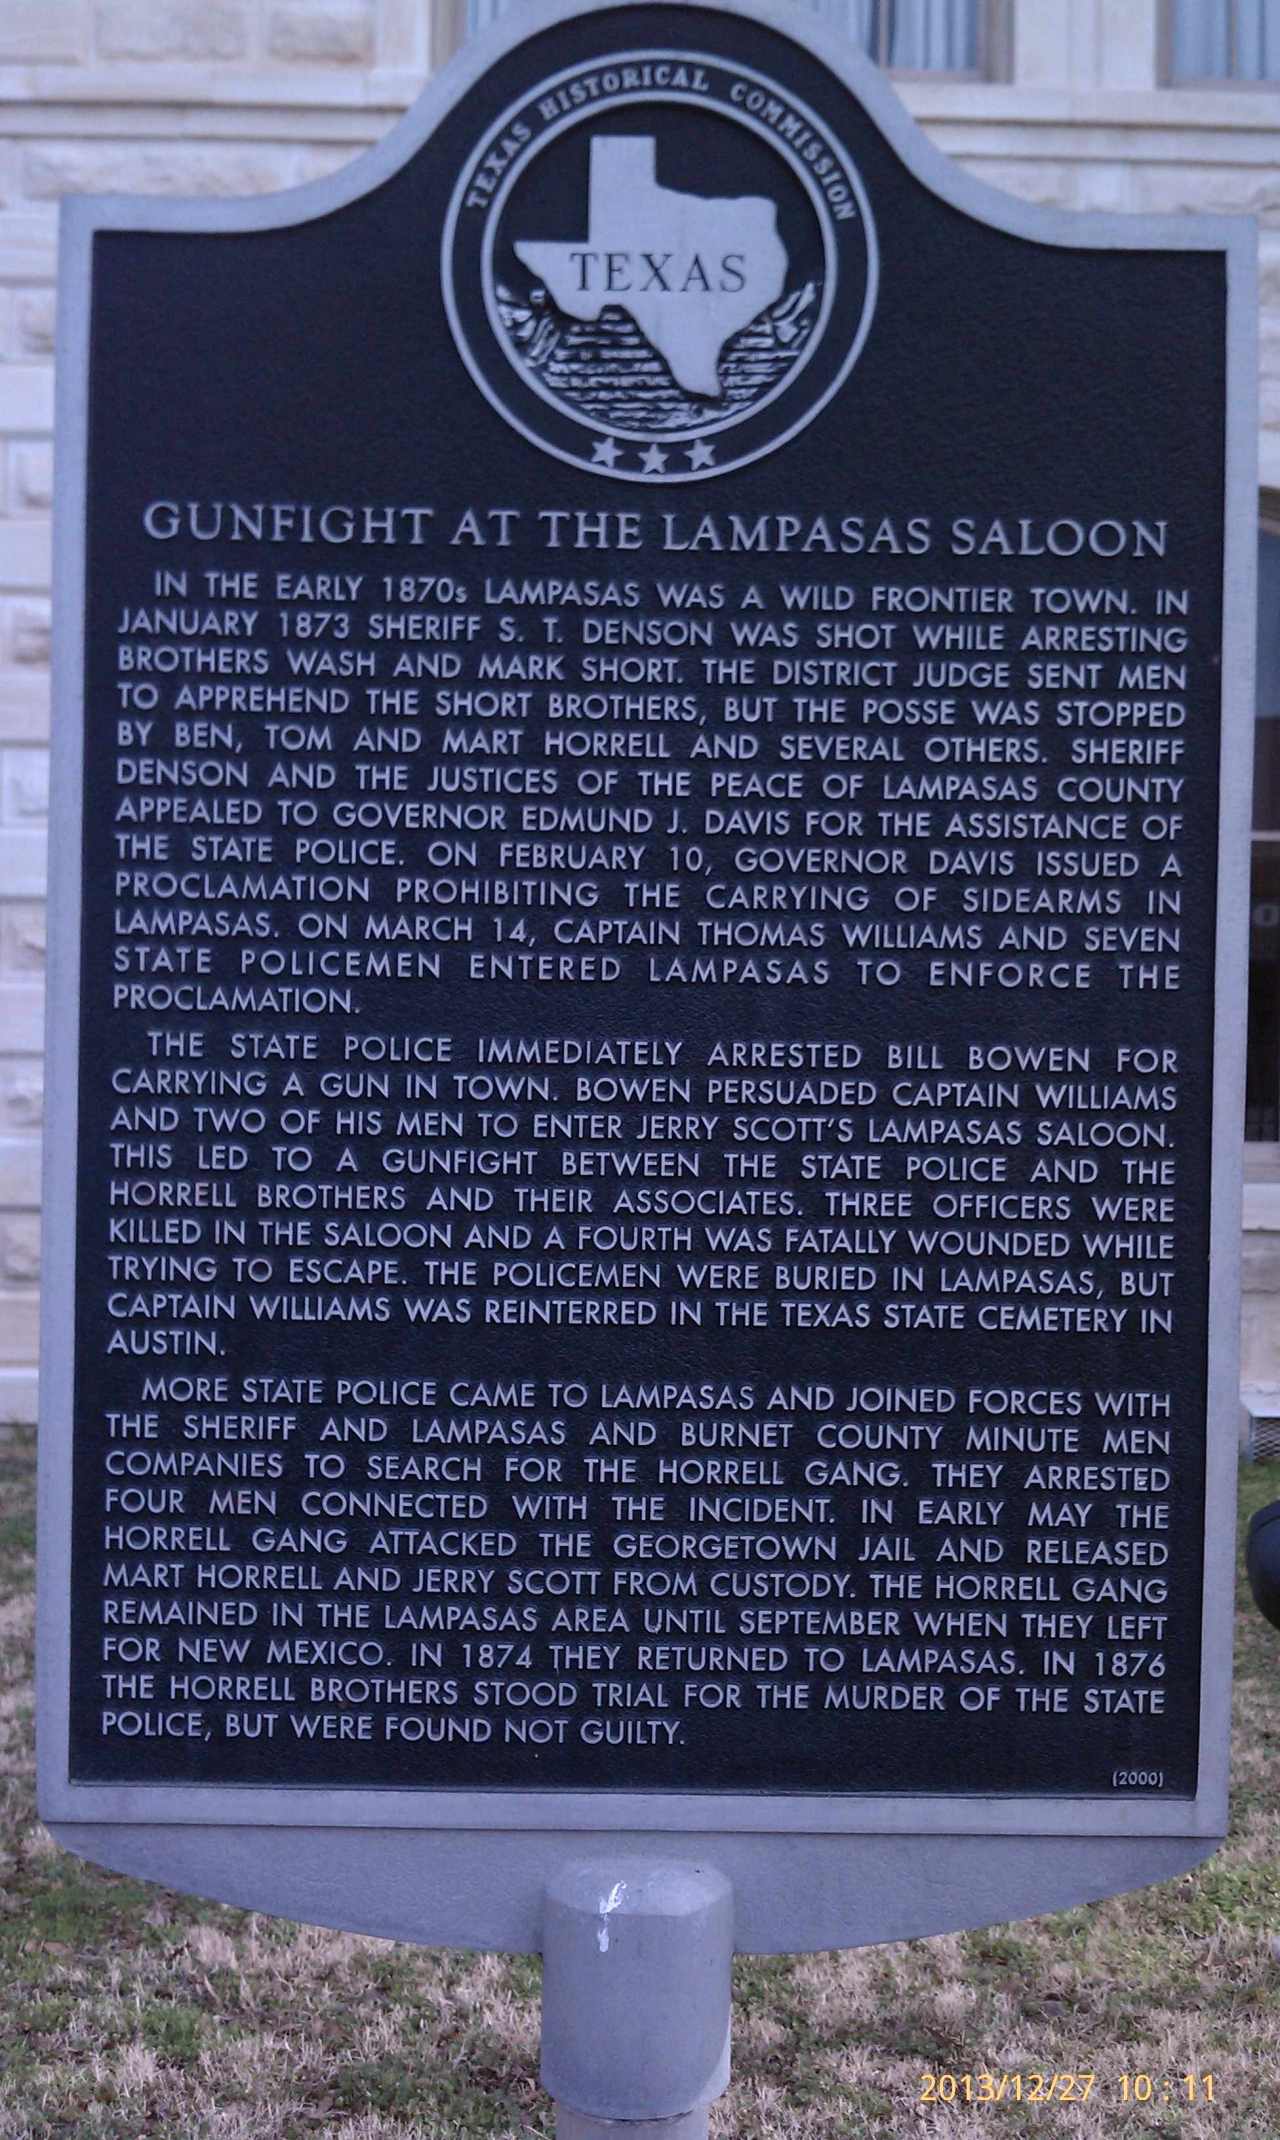 TEXAS HISTORICAL COMMISSION
TEXAS
GUNFIGHT AT THE LAMPASAS SALOON
IN THE EARLY 1870s LAMPASAS WAS A WILD FRONTIER TOWN. IN
JANUARY 1873 SHERIFF S. T. DENSON WAS SHOT WHILE ARRESTING
BROTHERS WASH AND MARK SHORT. THE DISTRICT JUDGE SENT MEN
TO APPREHEND THE SHORT BROTHERS, BUT THE POSSE WAS STOPPED
BY BEN, TOM AND MART HORRELL AND SEVERAL OTHERS. SHERIFF
DENSON AND THE JUSTICES OF THE PEACE OF LAMPASAS COUNTY
APPEALED TO GOVERNOR EDMUND J. DAVIS FOR THE ASSISTANCE OF
THE STATE POLICE. ON FEBRUARY 10, GOVERNOR DAVIS ISSUED A
PROCLAMATION PROHIBITING THE CARRYING OF SIDEARMS IN
LAMPASAS. ON MARCH 14, CAPTAIN THOMAS WILLIAMS AND SEVEN
STATE POLICEMEN ENTERED LAMPASAS TO ENFORCE THE
PROCLAMATION.
THE STATE POLICE IMMEDIATELY ARRESTED BILL BOWEN FOR
CARRYING A GUN IN TOWN. BOWEN PERSUADED CAPTAIN WILLIAMS
AND TWO OF HIS MEN TO ENTER JERRY SCOTT'S LAMPASAS SALOON.
THIS LED TO A GUNFIGHT BETWEEN THE STATE POLICE AND THE
HORRELL BROTHERS AND THEIR ASSOCIATES. THREE OFFICERS WERE
KILLED IN THE SALOON AND A FOURTH WAS FATALLY WOUNDED WHILE
TRYING TO ESCAPE. THE POLICEMEN WERE BURIED IN LAMPASAS, BUT
CAPTAIN WILLIAMS WAS REINTERRED IN THE TEXAS STATE CEMETERY IN
AUSTIN.
MORE STATE POLICE CAME TO LAMPASAS AND JOINED FORCES WITH
THE SHERIFF AND LAMPASAS AND BURNET COUNTY MINUTE MEN
COMPANIES TO SEARCH FOR THE HORRELL GANG. THEY ARRESTED
FOUR MEN CONNECTED WITH THE INCIDENT. IN EARLY MAY THE
HORRELL GANG ATTACKED THE GEORGETOWN JAIL AND RELEASED
MART HORRELL AND JERRY SCOTT FROM CUSTODY. THE HORRELL GANG
REMAINED IN THE LAMPASAS AREA UNTIL SEPTEMBER WHEN THEY LEFT
FOR NEW MEXICO. IN 1874 THEY RETURNED TO LAMPASAS. IN 1876
THE HORRELL BROTHERS STOOD TRIAL FOR THE MURDER OF THE STATE
POLICE, BUT WERE FOUND NOT GUILTY.
(2000)
2013/12/27 10 : 11